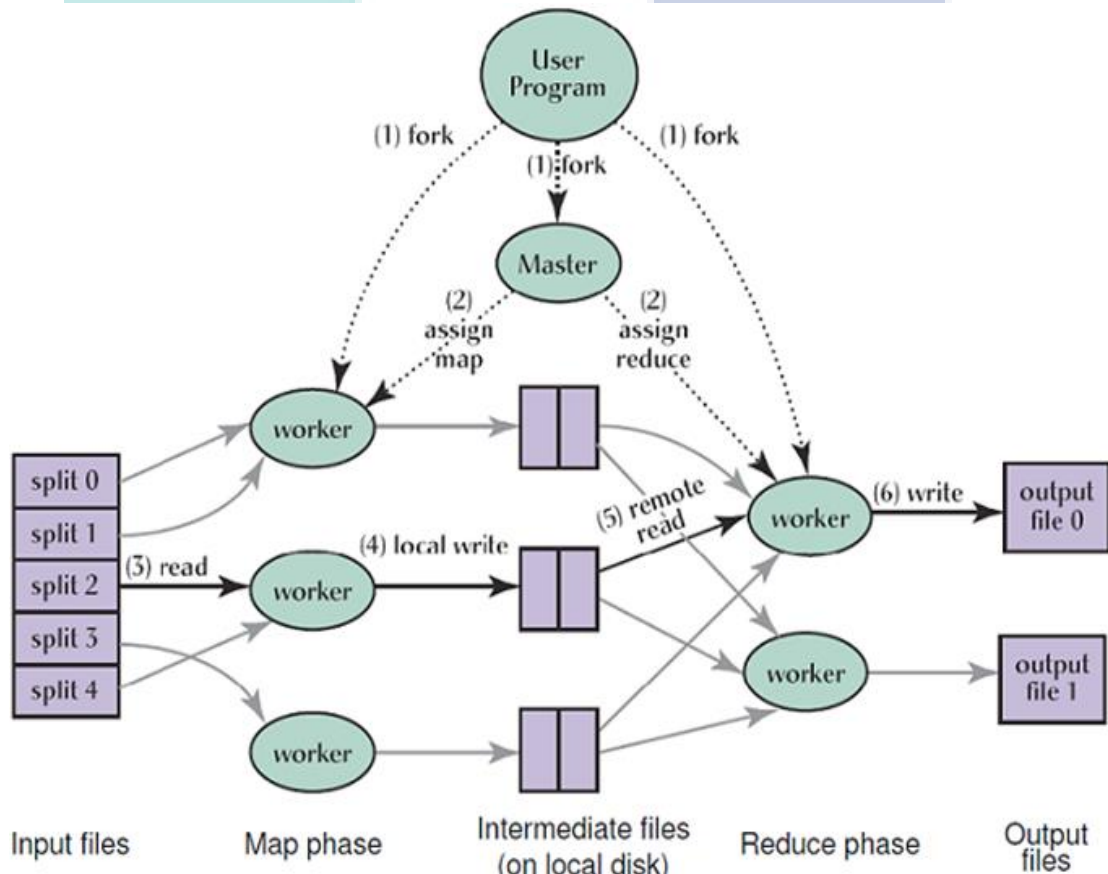 User
Program
(1) fork
(1) fork
(1) fork
Master
(2)
assign
map
(2)
assign
reduce
worker
split 0
split 1
split 2
split 3
split 4
(3) read
worker
(4) local write
worker
(5) remote
read
worker
(6) write
output
file 0
worker
output
file 1
Input files
Map phase
Intermediate files
(on local disk)
Reduce phase
Output
files